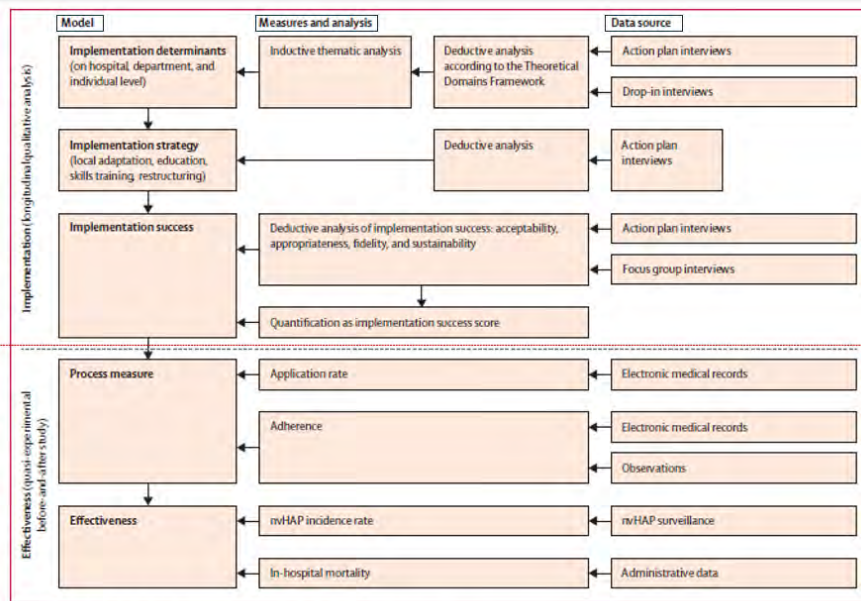 Model
Measures and analysis
Data source
Implementation (longitudinal qualitative analysis)
Implementation determinants
(on hospital, department, and
individual level)
Inductive thematic analysis
Deductive analysis
according to the Theoretical
Domains Framework
Action plan interviews
Drop-in interviews
Implementation strategy
(local adaptation, education,
skills training, restructuring)
Deductive analysis
Action plan
interviews
Implementation success
Deductive analysis of implementation success: acceptability,
appropriateness, fidelity, and sustainability
Action plan interviews
Focus group interviews
Quantification as implementation success score
Effectiveness (quasi-experimental
before-and-after study)
Process measure
Application rate
Electronic medical records
Adherence
Electronic medical records
Observations
Effectiveness
nvHAP incidence rate
nvHAP surveillance
In-hospital mortality
Administrative data